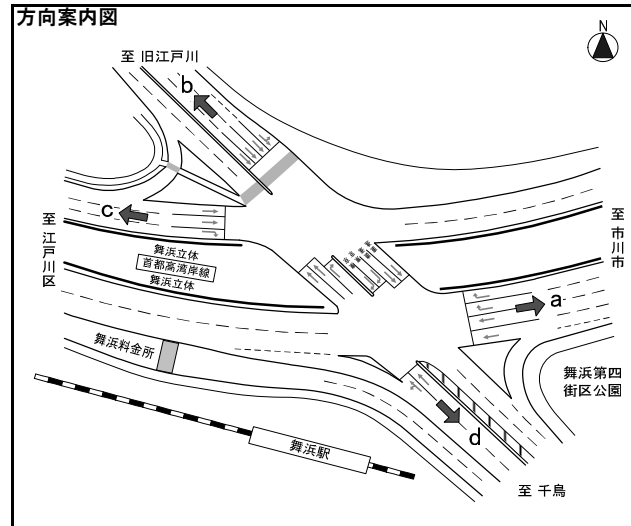 方向案内図
N
至 旧江戸川
b
c
至 江戸川区
舞浜立体
首都高湾岸線
舞浜立体
至 市川市
a
舞浜料金所
舞浜第四
街区公園
d
舞浜駅
至 千鳥